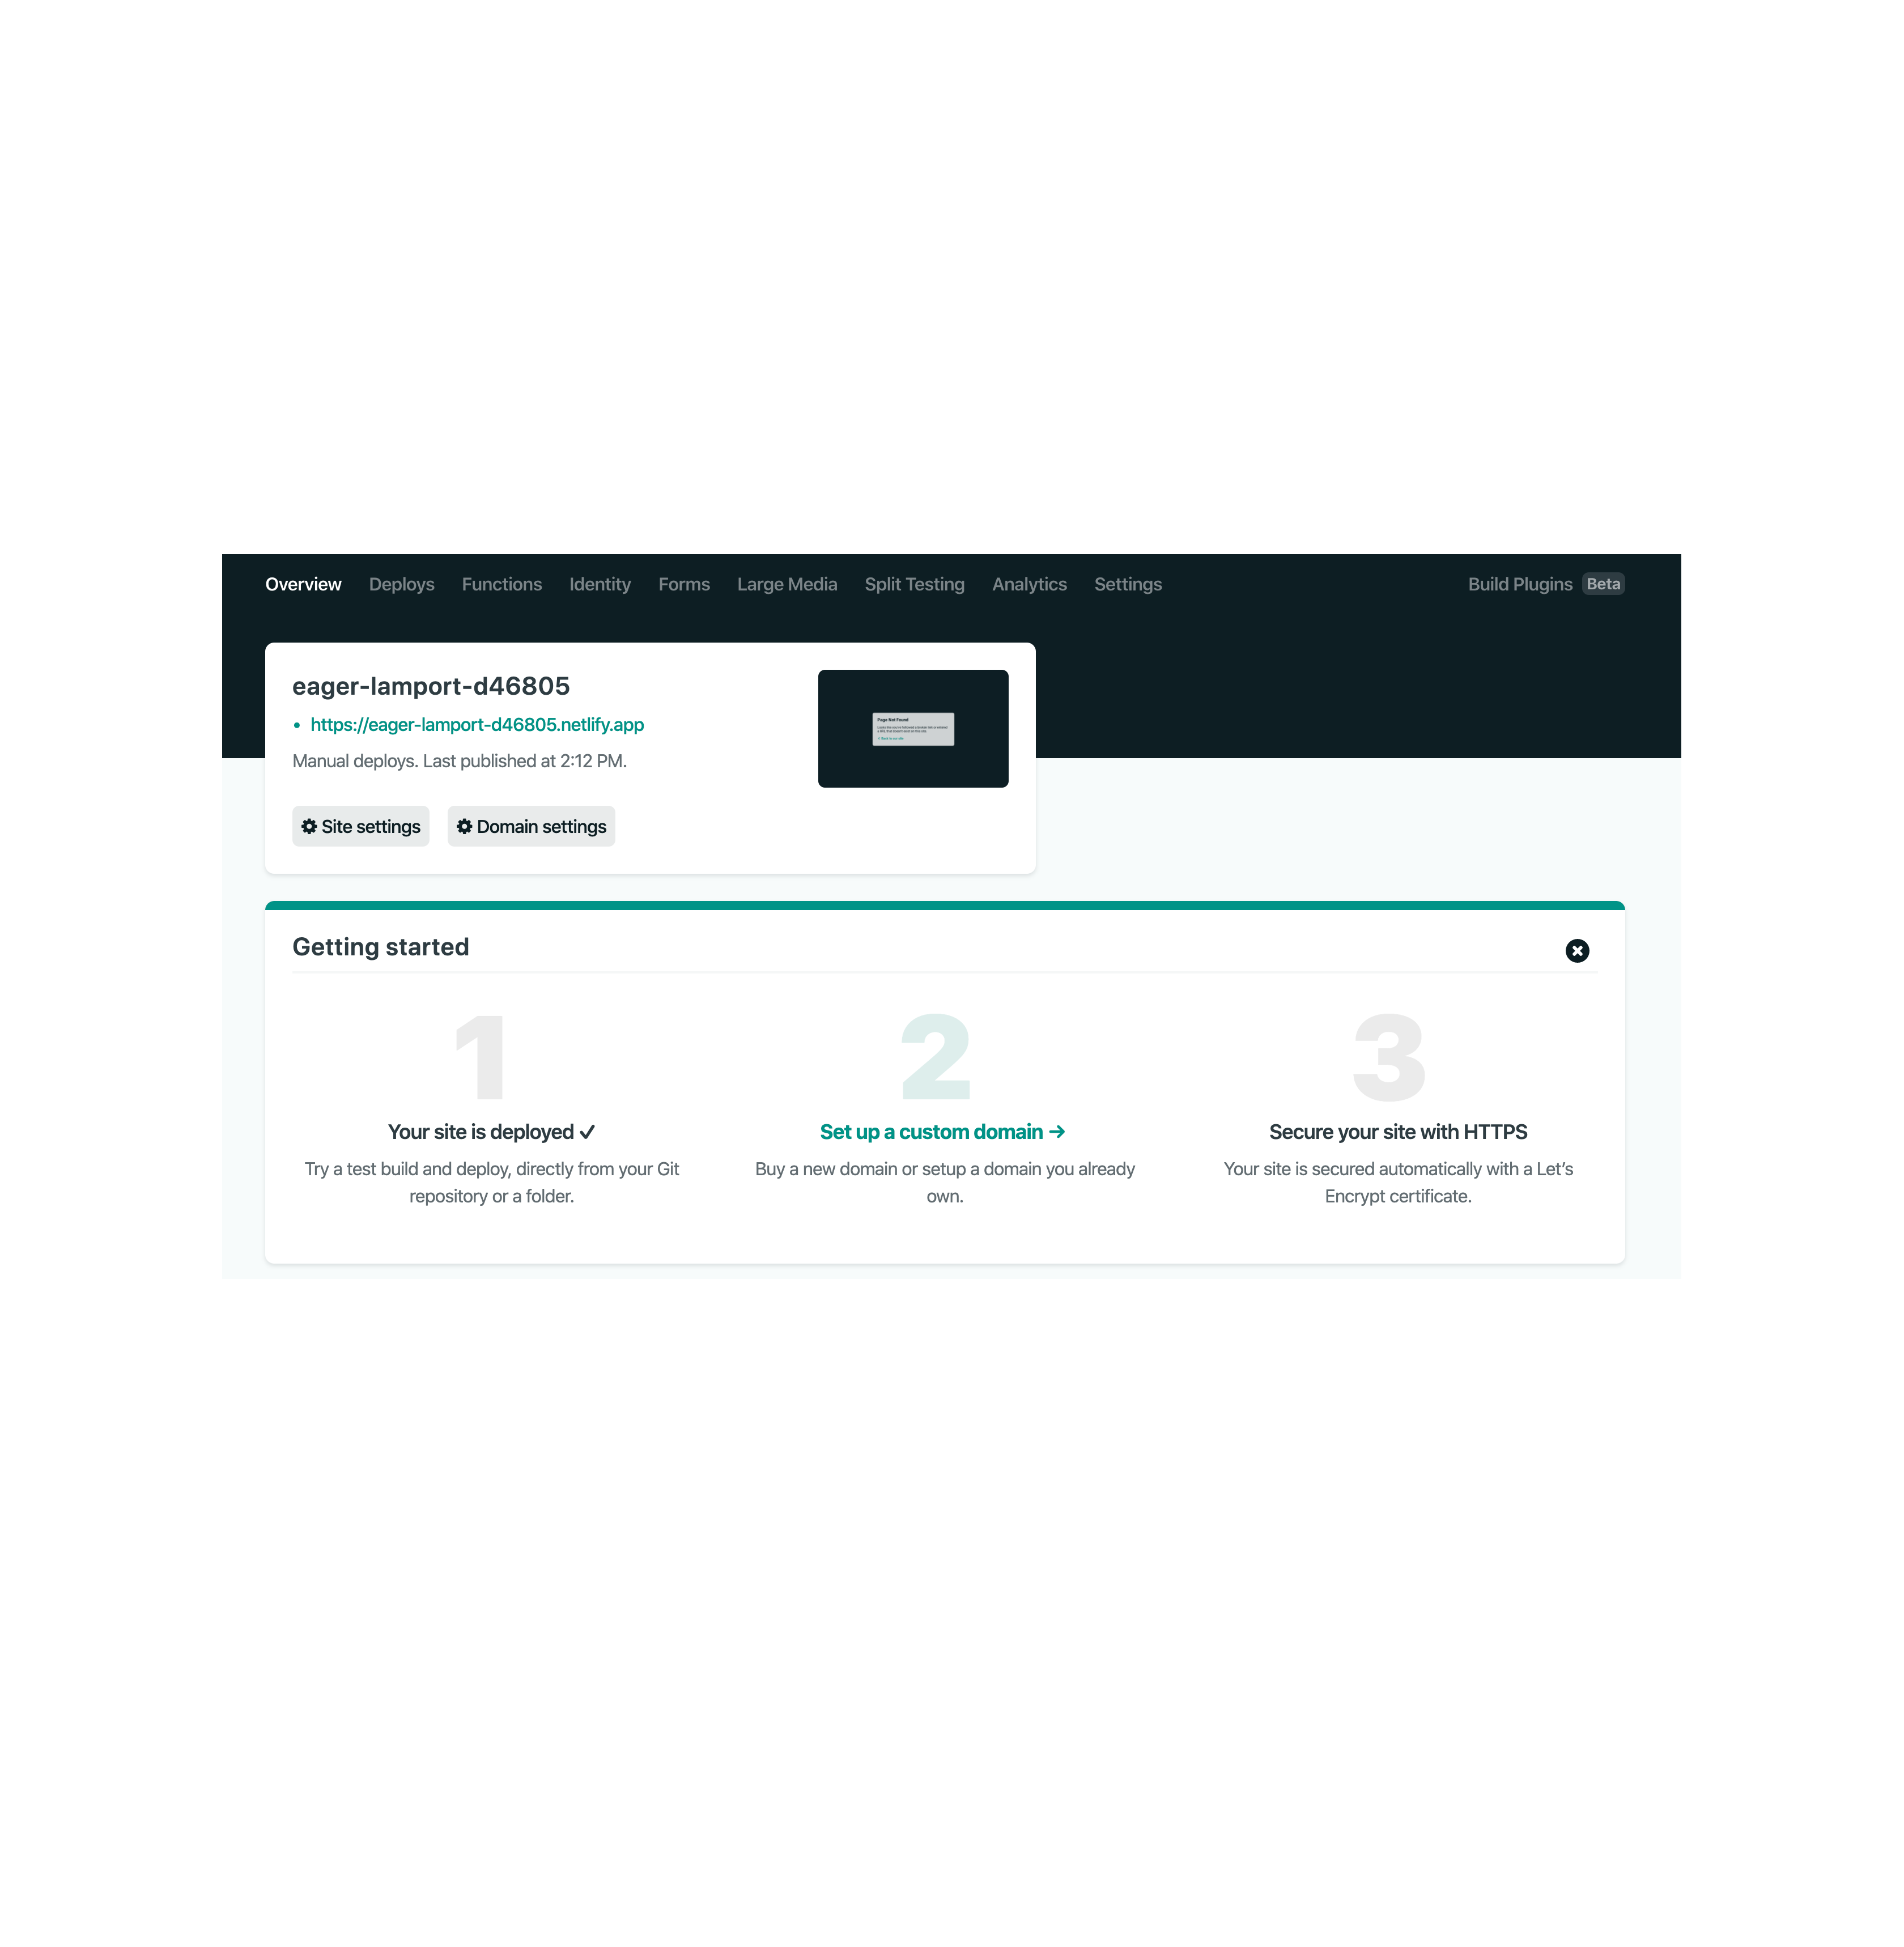 Overview Deploys Functions Identity Forms Large Media Split Testing Analytics Settings Build Plugins Beta
eager-lamport-d46805
• https://eager-lamport-d46805.netlify.app
Manual deploys. Last published at 2:12 PM.
Page Not Found
Site settings Domain settings
Getting started
1
Your site is deployed ✓
Try a test build and deploy, directly from your Git
repository or a folder.
2
Set up a custom domain →
Buy a new domain or setup a domain you already
own.
3
Secure your site with HTTPS
Your site is secured automatically with a Let’s
Encrypt certificate.